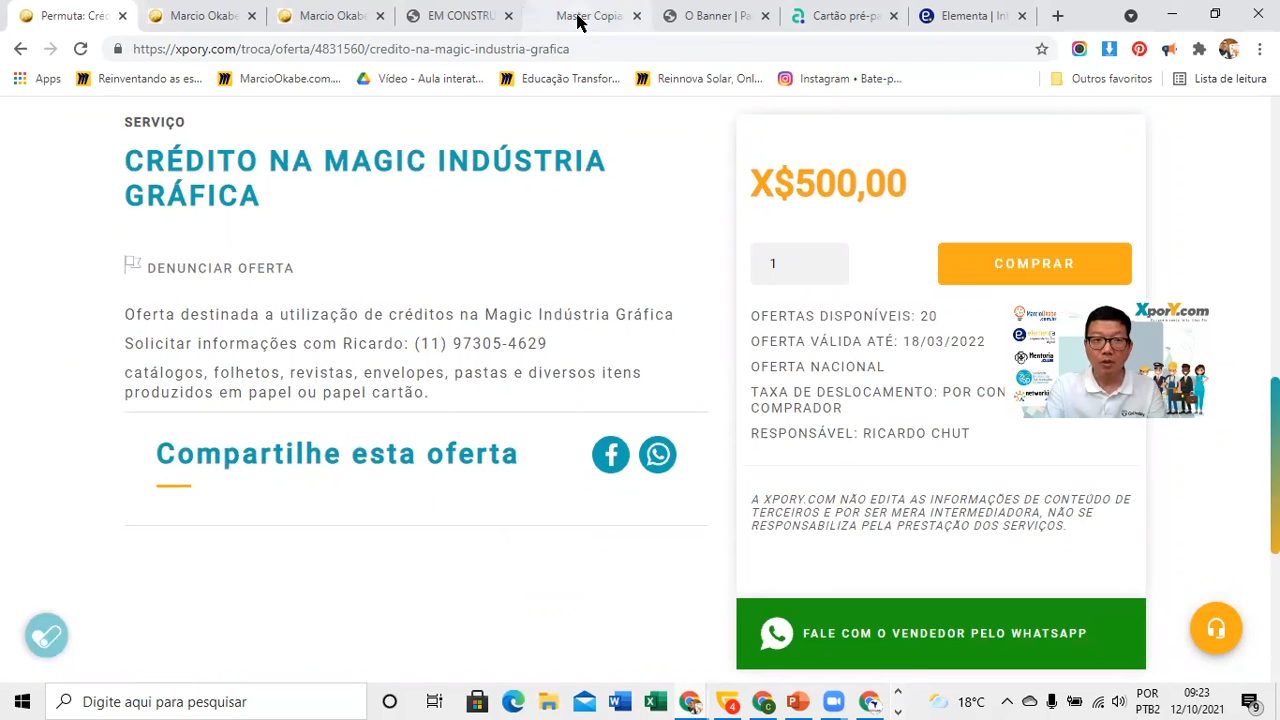 Permuta: Créd
Marcio Okabe
Marcio Okabe
EM CONSTRU
Master Copia
O Banner | Pa
Cartão pré-pa
Elementa | Int
https://xpory.com/troca/oferta/4831560/credito-na-magic-industria-grafica
Apps
Reinventando as es...
MarcioOkabe.com....
Vídeo - Aula interat...
Educação Transfor...
Reinnova Solar, Onl...
Instagram • Bate-p...
Outros favoritos
Lista de leitura
SERVIÇO
CRÉDITO NA MAGIC INDÚSTRIA
GRÁFICA
DENUNCIAR OFERTA
Oferta destinada a utilização de créditos na Magic Indústria Gráfica
Solicitar informações com Ricardo: (11) 97305-4629
catálogos, folhetos, revistas, envelopes, pastas e diversos itens
produzidos em papel ou papel cartão.
Compartilhe esta oferta
X$500,00
1
COMPRAR
OFERTAS DISPONÍVEIS: 20
OFERTA VÁLIDA ATÉ: 18/03/2022
OFERTA NACIONAL
TAXA DE DESLOCAMENTO: POR CON
COMPRADOR
RESPONSÁVEL: RICARDO CHUT
XporY.com
A XPORY.COM NÃO EDITA AS INFORMAÇÕES DE CONTEÚDO DE
TERCEIROS E POR SER MERA INTERMEDIADORA, NÃO SE
RESPONSABILIZA PELA PRESTAÇÃO DOS SERVIÇOS.
FALE COM O VENDEDOR PELO WHATSAPP
Digite aqui para pesquisar
4
18°C
POR
PTB2
09:23
12/10/2021
9